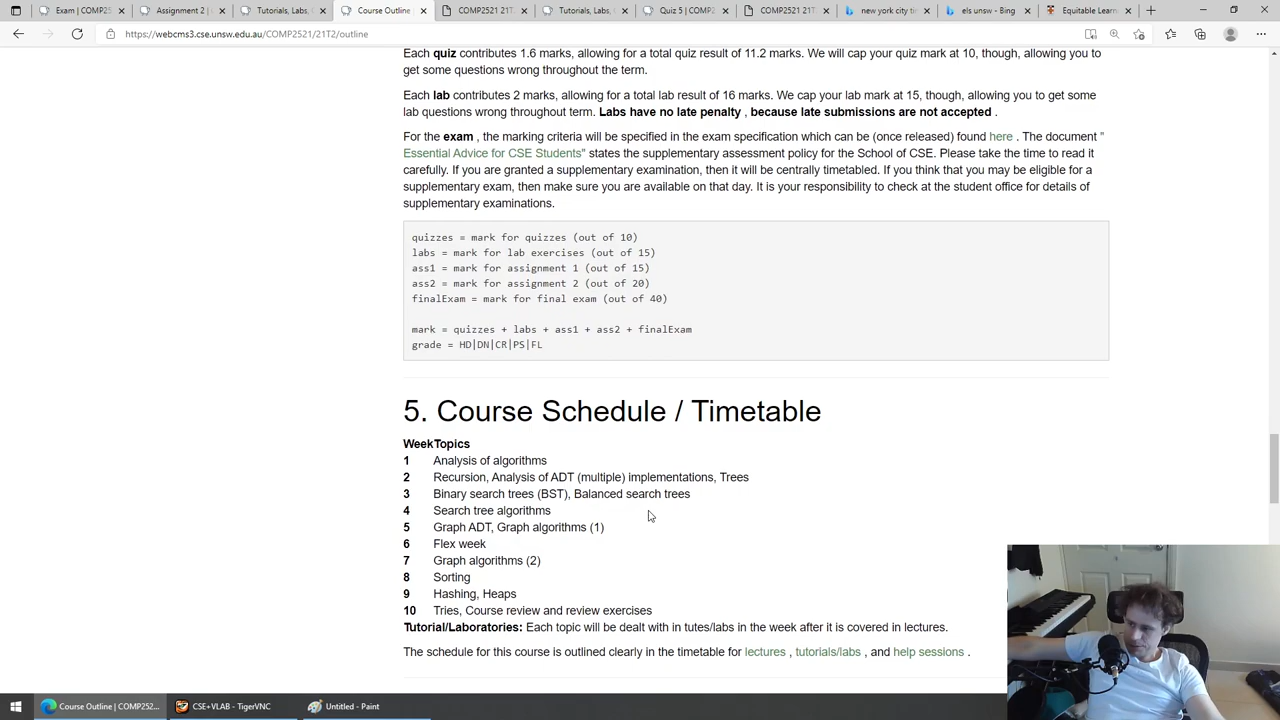 Exam | COMP25
Assignment 2 |
Tutorials, Labs,
Course Outline
COMP2521 21T
Tutorials, Labs,
Quiz 5 | COMP2
COMP2521 21T
new york city ti
els unsw - Bing
Equitable Learn
https://webcms3.cse.unsw.edu.au/COMP2521/21T2/outline
Each quiz contributes 1.6 marks, allowing for a total quiz result of 11.2 marks. We will cap your quiz mark at 10, though, allowing you to
get some questions wrong throughout the term.
Each lab contributes 2 marks, allowing for a total lab result of 16 marks. We cap your lab mark at 15, though, allowing you to get some
lab questions wrong throughout term. Labs have no late penalty , because late submissions are not accepted .
For the exam , the marking criteria will be specified in the exam specification which can be (once released) found here . The document "
Essential Advice for CSE Students" states the supplementary assessment policy for the School of CSE. Please take the time to read it
carefully. If you are granted a supplementary examination, then it will be centrally timetabled. If you think that you may be eligible for a
supplementary exam, then make sure you are available on that day. It is your responsibility to check at the student office for details of
supplementary examinations.
quizzes = mark for quizzes (out of 10)
labs = mark for lab exercises (out of 15)
ass1 = mark for assignment 1 (out of 15)
ass2 = mark for assignment 2 (out of 20)
finalExam = mark for final exam (out of 40)
mark = quizzes + labs + ass1 + ass2 + finalExam
grade = HD|DN|CR|PS|FL
5. Course Schedule / Timetable
WeekTopics
1 Analysis of algorithms
2 Recursion, Analysis of ADT (multiple) implementations, Trees
3 Binary search trees (BST), Balanced search trees
4 Search tree algorithms
5 Graph ADT, Graph algorithms (1)
6 Flex week
7 Graph algorithms (2)
8 Sorting
9 Hashing, Heaps
10 Tries, Course review and review exercises
Tutorial/Laboratories: Each topic will be dealt with in tutes/labs in the week after it is covered in lectures.
The schedule for this course is outlined clearly in the timetable for lectures , tutorials/labs , and help sessions .
Course Outline | COMP252...
CSE+VLAB - TigerVNC
Untitled - Paint